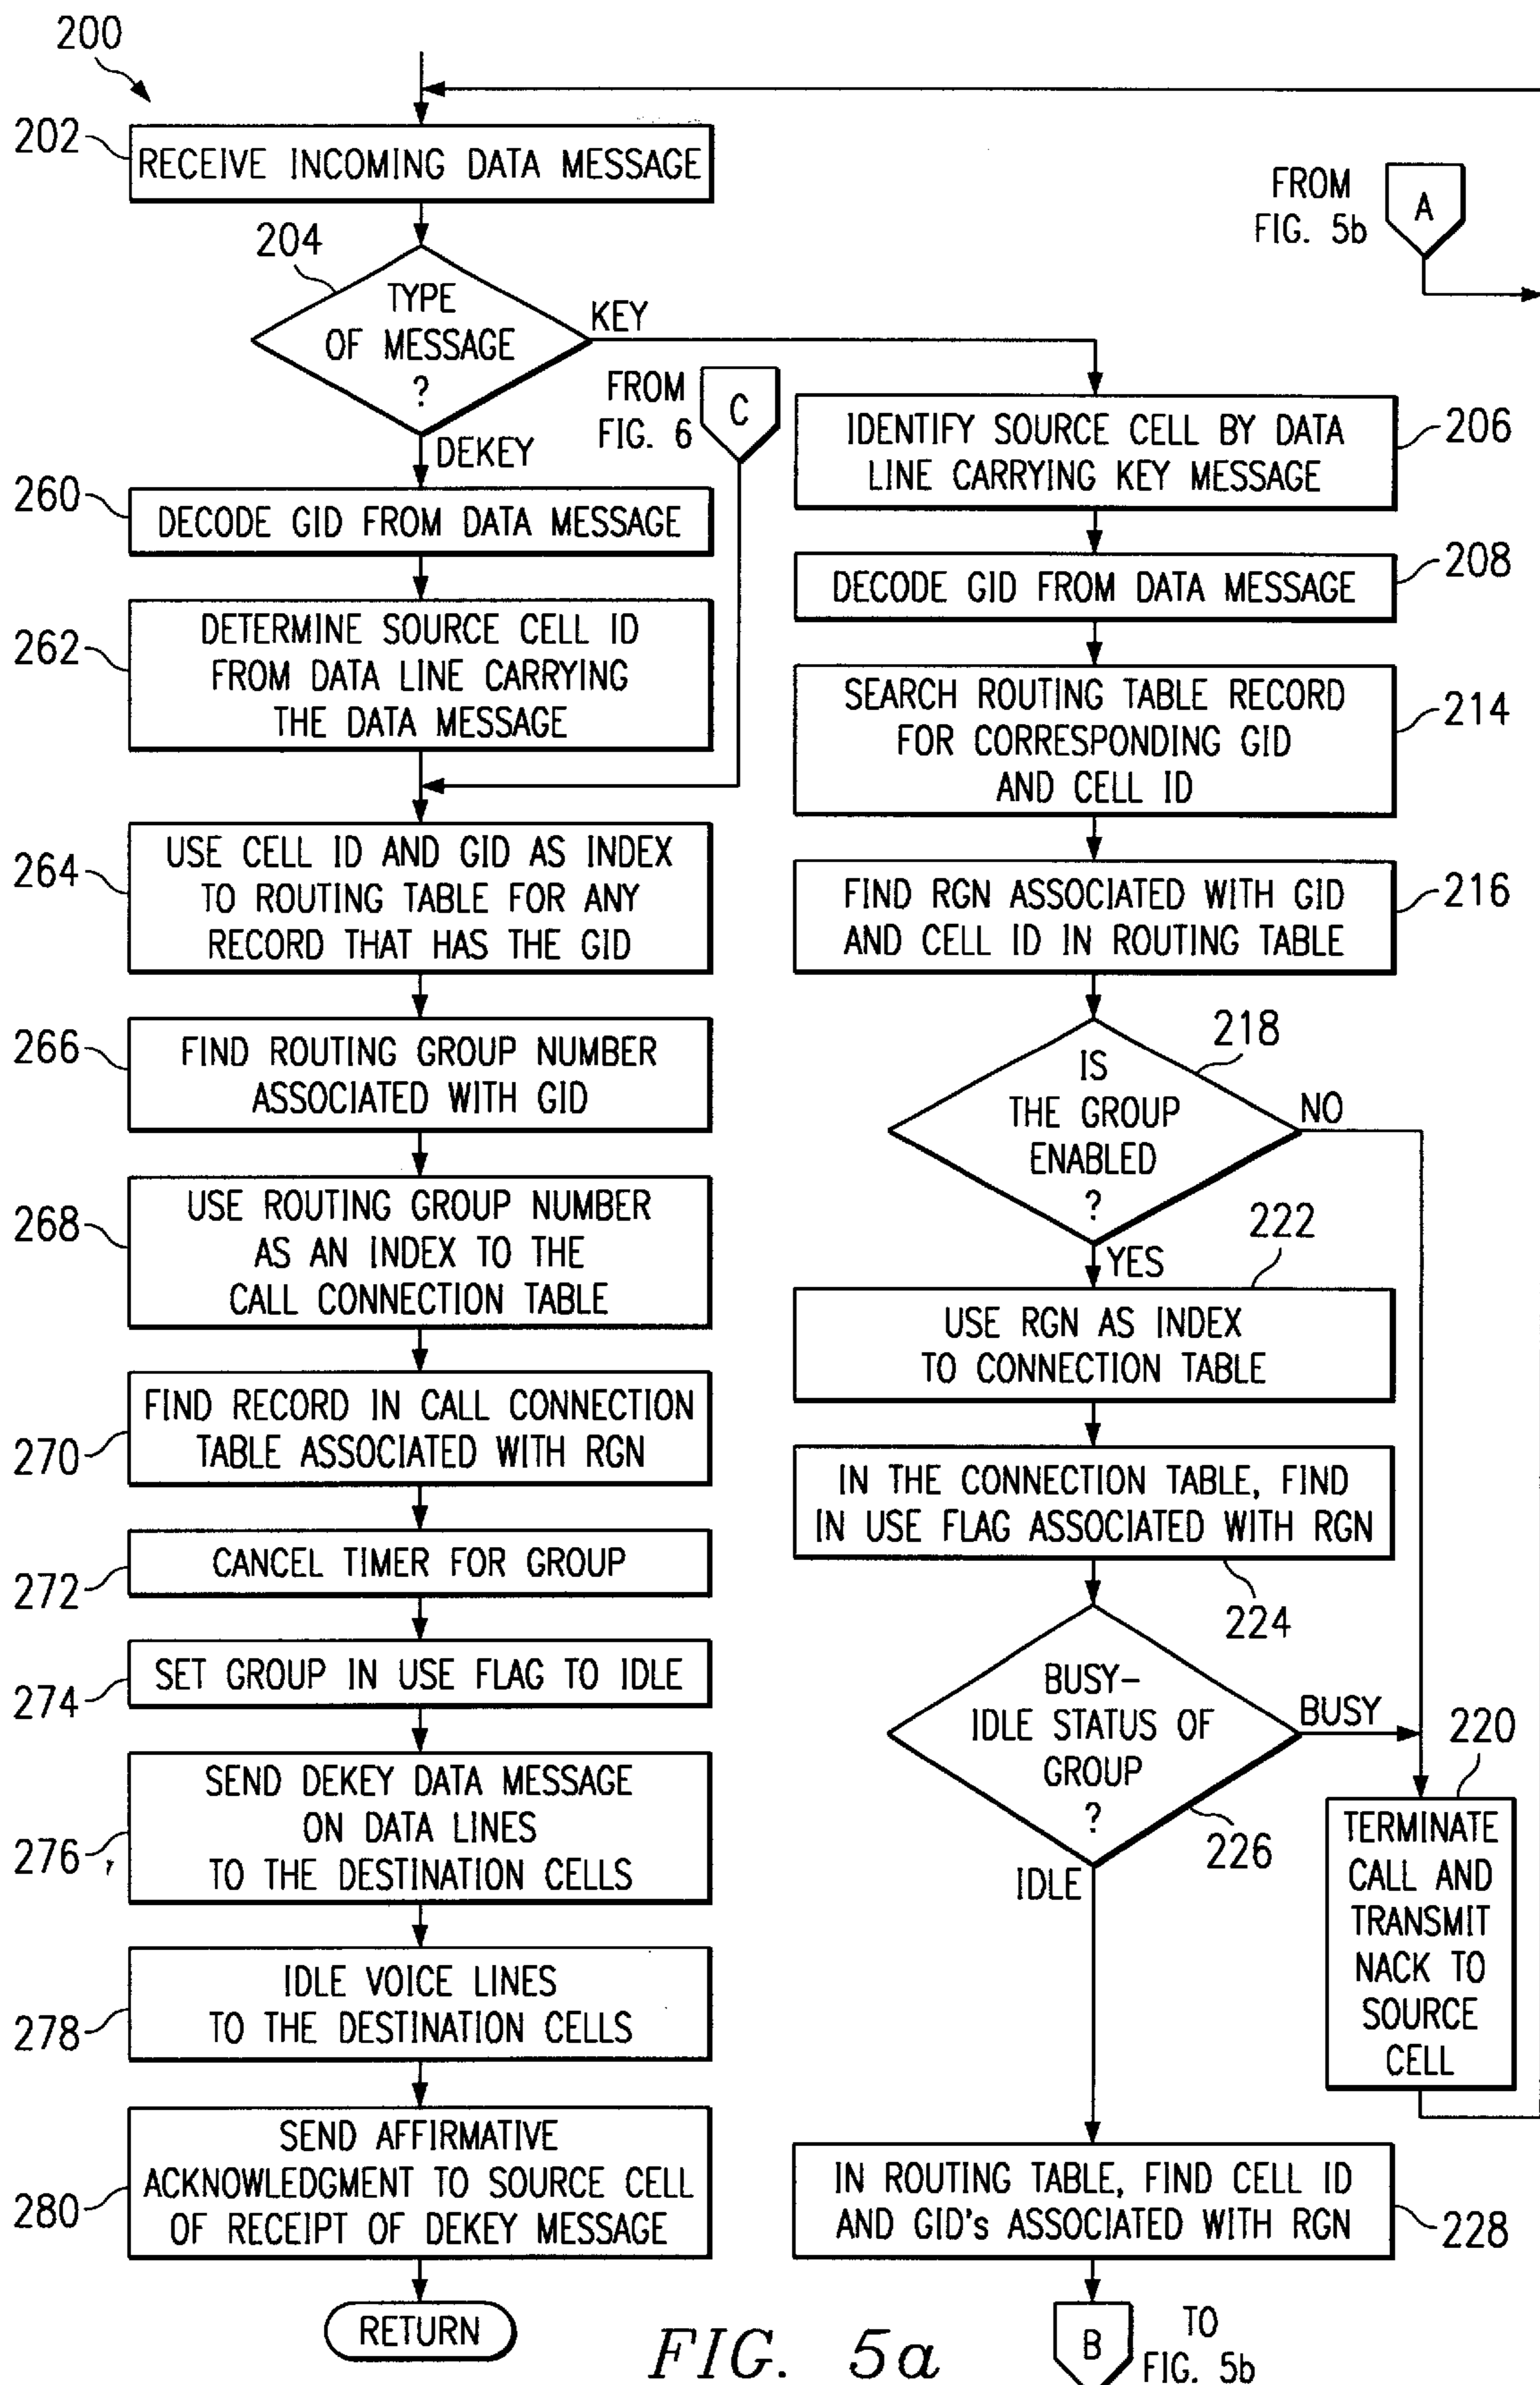 200
202
RECEIVE INCOMING DATA MESSAGE
204
TYPE
OF MESSAGE
?
KEY
DEKEY
FROM
FIG. 6
C
FROM
FIG. 5b
A
260
DECODE GID FROM DATA MESSAGE
262
DETERMINE SOURCE CELL ID
FROM DATA LINE CARRYING
THE DATA MESSAGE
264
USE CELL ID AND GID AS INDEX
TO ROUTING TABLE FOR ANY
RECORD THAT HAS THE GID
266
FIND ROUTING GROUP NUMBER
ASSOCIATED WITH GID
268
USE ROUTING GROUP NUMBER
AS AN INDEX TO THE
CALL CONNECTION TABLE
270
FIND RECORD IN CALL CONNECTION
TABLE ASSOCIATED WITH RGN
272
CANCEL TIMER FOR GROUP
274
SET GROUP IN USE FLAG TO IDLE
276
SEND DEKEY DATA MESSAGE
ON DATA LINES
TO THE DESTINATION CELLS
278
IDLE VOICE LINES
TO THE DESTINATION CELLS
280
SEND AFFIRMATIVE
ACKNOWLEDGMENT TO SOURCE CELL
OF RECEIPT OF DEKEY MESSAGE
RETURN
IDENTIFY SOURCE CELL BY DATA
LINE CARRYING KEY MESSAGE
206
DECODE GID FROM DATA MESSAGE
208
SEARCH ROUTING TABLE RECORD
FOR CORRESPONDING GID
AND CELL ID
214
FIND RGN ASSOCIATED WITH GID
AND CELL ID IN ROUTING TABLE
216
218
IS
THE GROUP
ENABLED
?
NO
YES
222
USE RGN AS INDEX
TO CONNECTION TABLE
IN THE CONNECTION TABLE, FIND
IN USE FLAG ASSOCIATED WITH RGN
224
BUSY-
IDLE STATUS OF
GROUP
?
BUSY
226
IDLE
220
TERMINATE
CALL AND
TRANSMIT
NACK TO
SOURCE
CELL
IN ROUTING TABLE, FIND CELL ID
AND GID's ASSOCIATED WITH RGN
228
B
TO
FIG. 5b
FIG. 5a